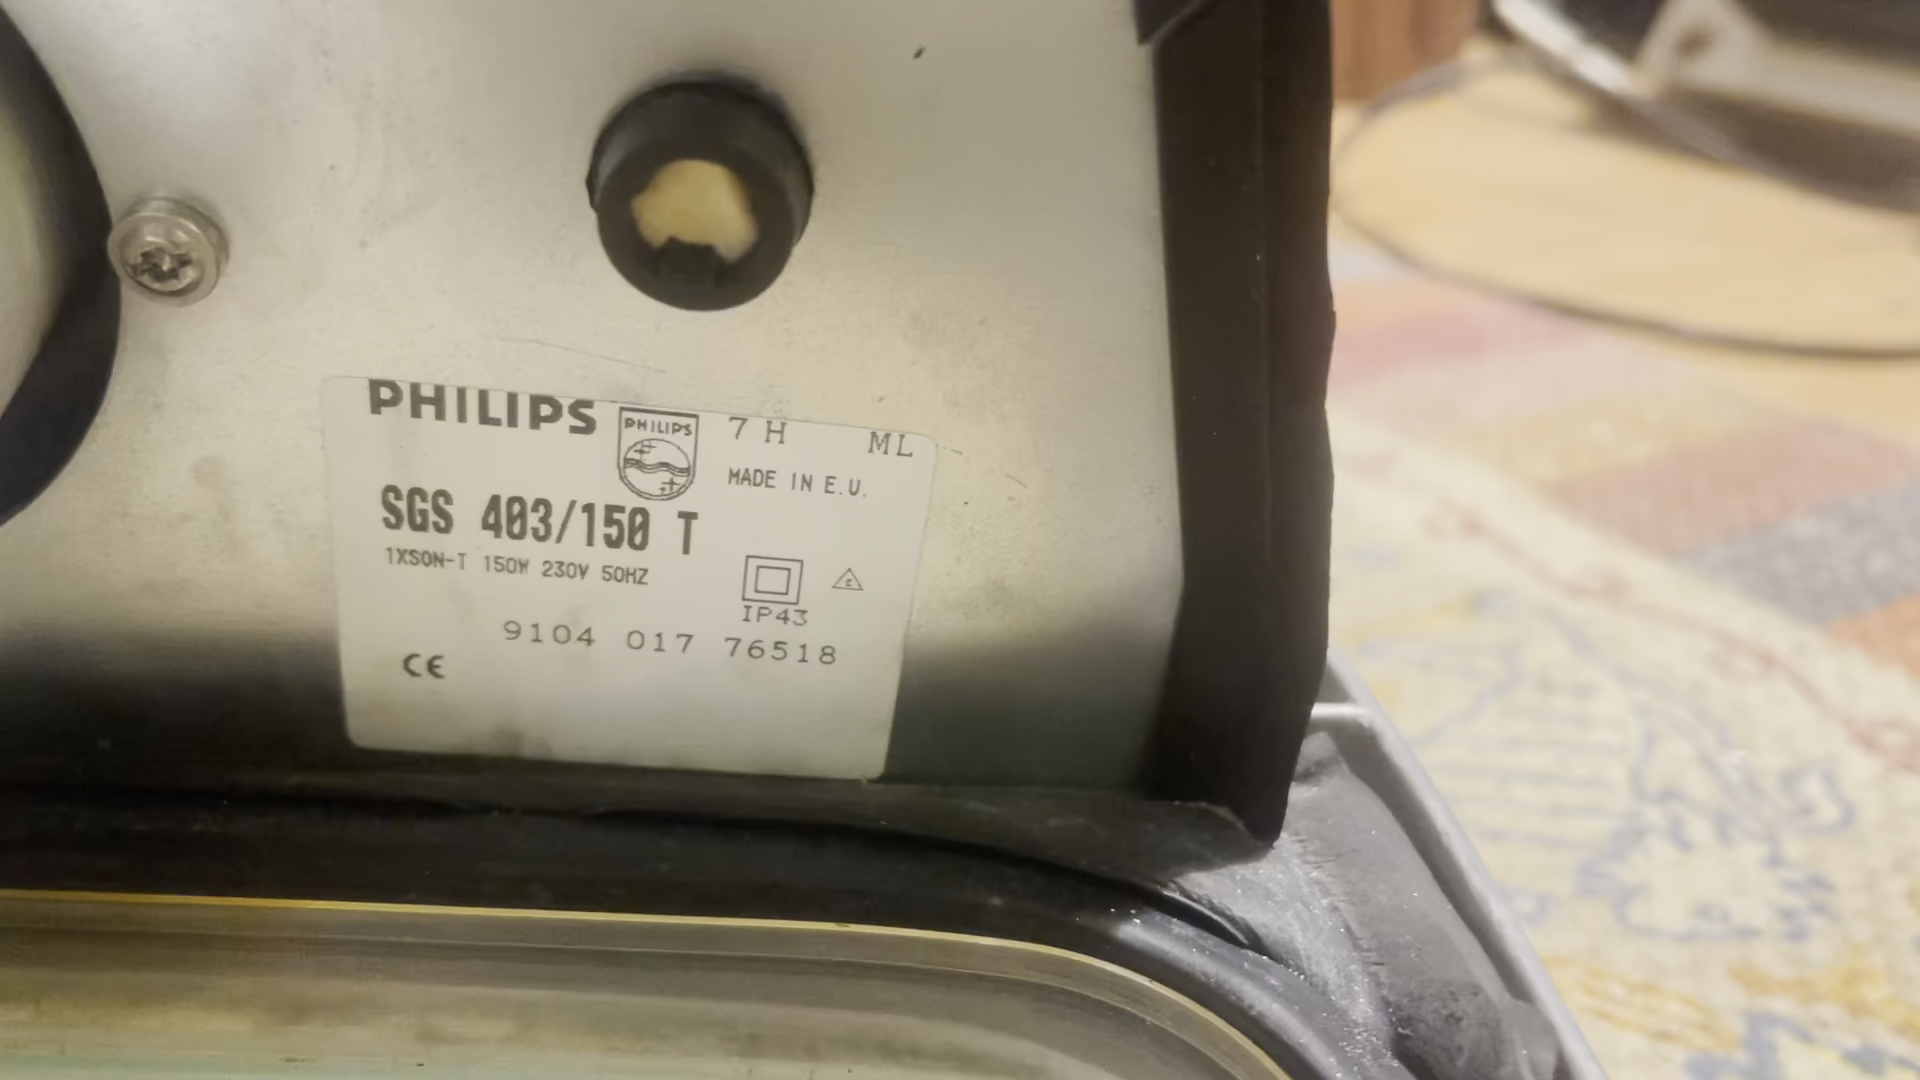 PHILIPS PHILIPS 7 H ML
MADE IN E.U.
SGS 403/150 T
1XSON-T 150W 230V 50HZ
IP43
9104 017 76518
CE